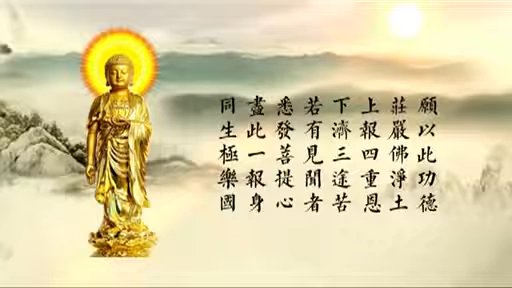 願以此功德
莊嚴佛淨土
上報四重恩
下濟三途苦
若有見聞者
悉發菩提心
盡此一報身
同生極樂國